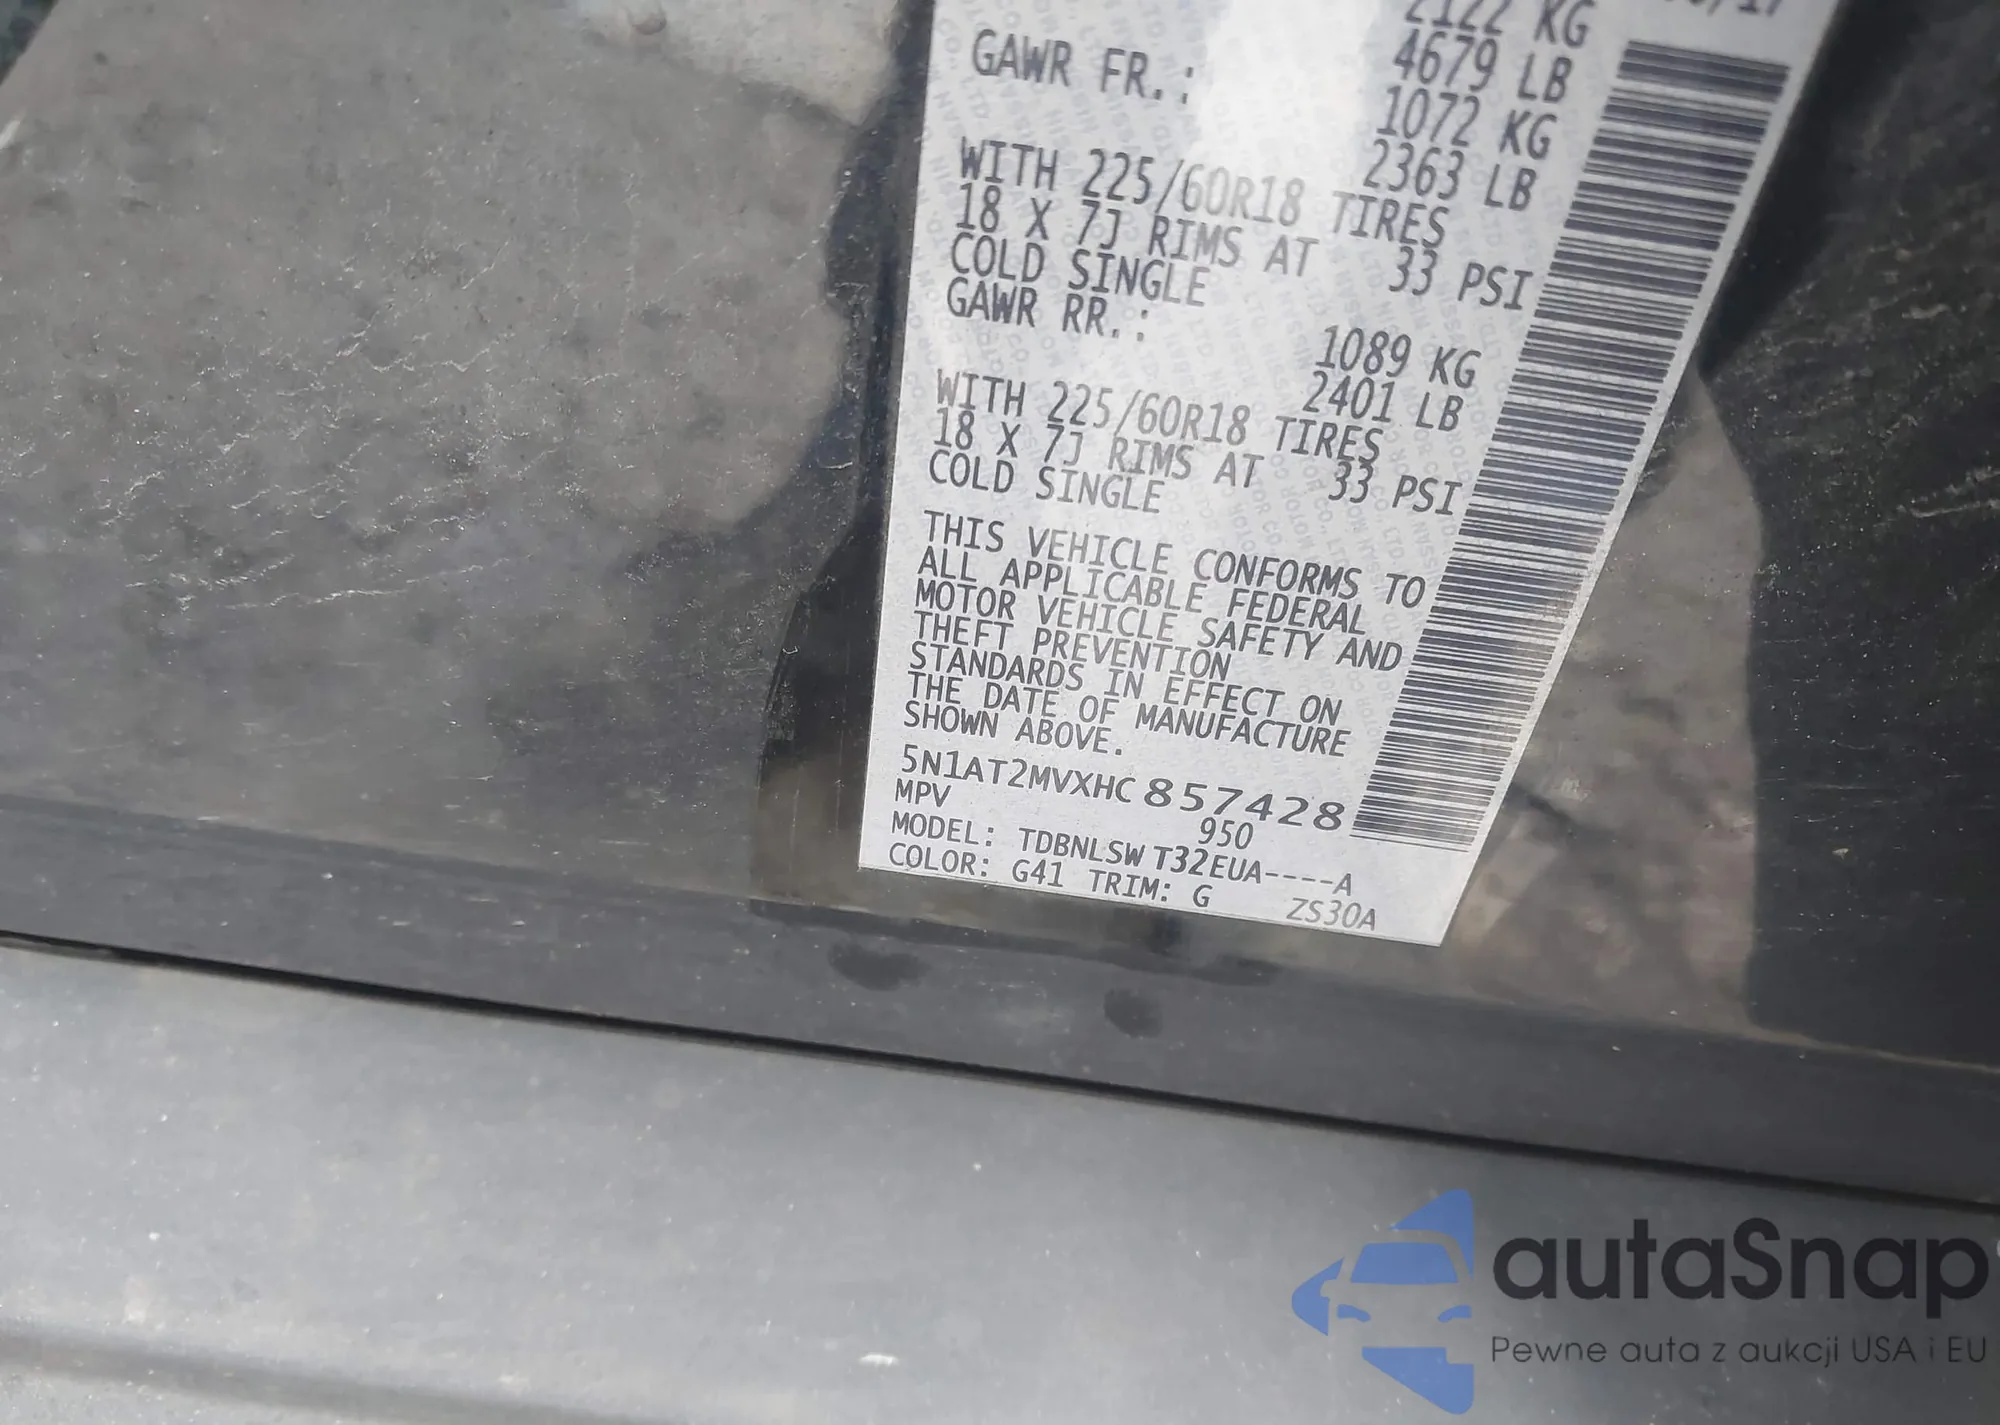 2122 KG
4679 LB
GAWR FR.:
1072 KG
2363 LB
WITH 225/60R18 TIRES
18 X 7J RIMS AT 33 PSI
COLD SINGLE
GAWR RR.:
1089 KG
2401 LB
WITH 225/60R18 TIRES
18 X 7J RIMS AT 33 PSI
COLD SINGLE
THIS VEHICLE CONFORMS TO
ALL APPLICABLE FEDERAL
MOTOR VEHICLE SAFETY AND
THEFT PREVENTION
STANDARDS IN EFFECT ON
THE DATE OF MANUFACTURE
SHOWN ABOVE.
5N1AT2MVXHC857428
MPV 950
MODEL: TDBNLSW T32EUA----A
COLOR: G41 TRIM: G ZS30A
autaSnap
Pewne auta z aukcji USA i EU